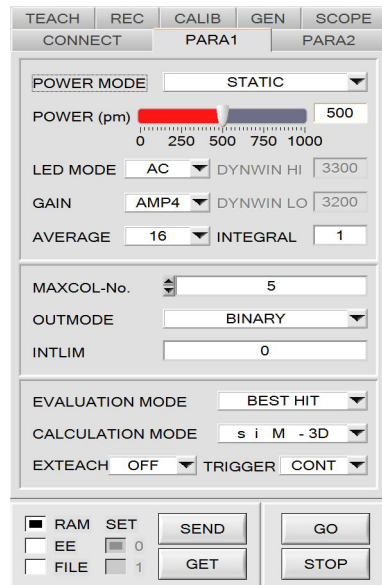 TEACH REC CALIB GEN SCOPE
CONNECT PARA1 PARA2
POWER MODE STATIC
POWER (pm) 500
0 250 500 750 1000
LED MODE AC DYNWIN HI 3300
GAIN AMP4 DYNWIN LO 3200
AVERAGE 16 INTEGRAL 1
MAXCOL-No. 5
OUTMODE BINARY
INTLIM 0
EVALUATION MODE BEST HIT
CALCULATION MODE s i M - 3D
EXTEACH OFF TRIGGER CONT
RAM SET SEND GO
EE 0
FILE 1 GET STOP